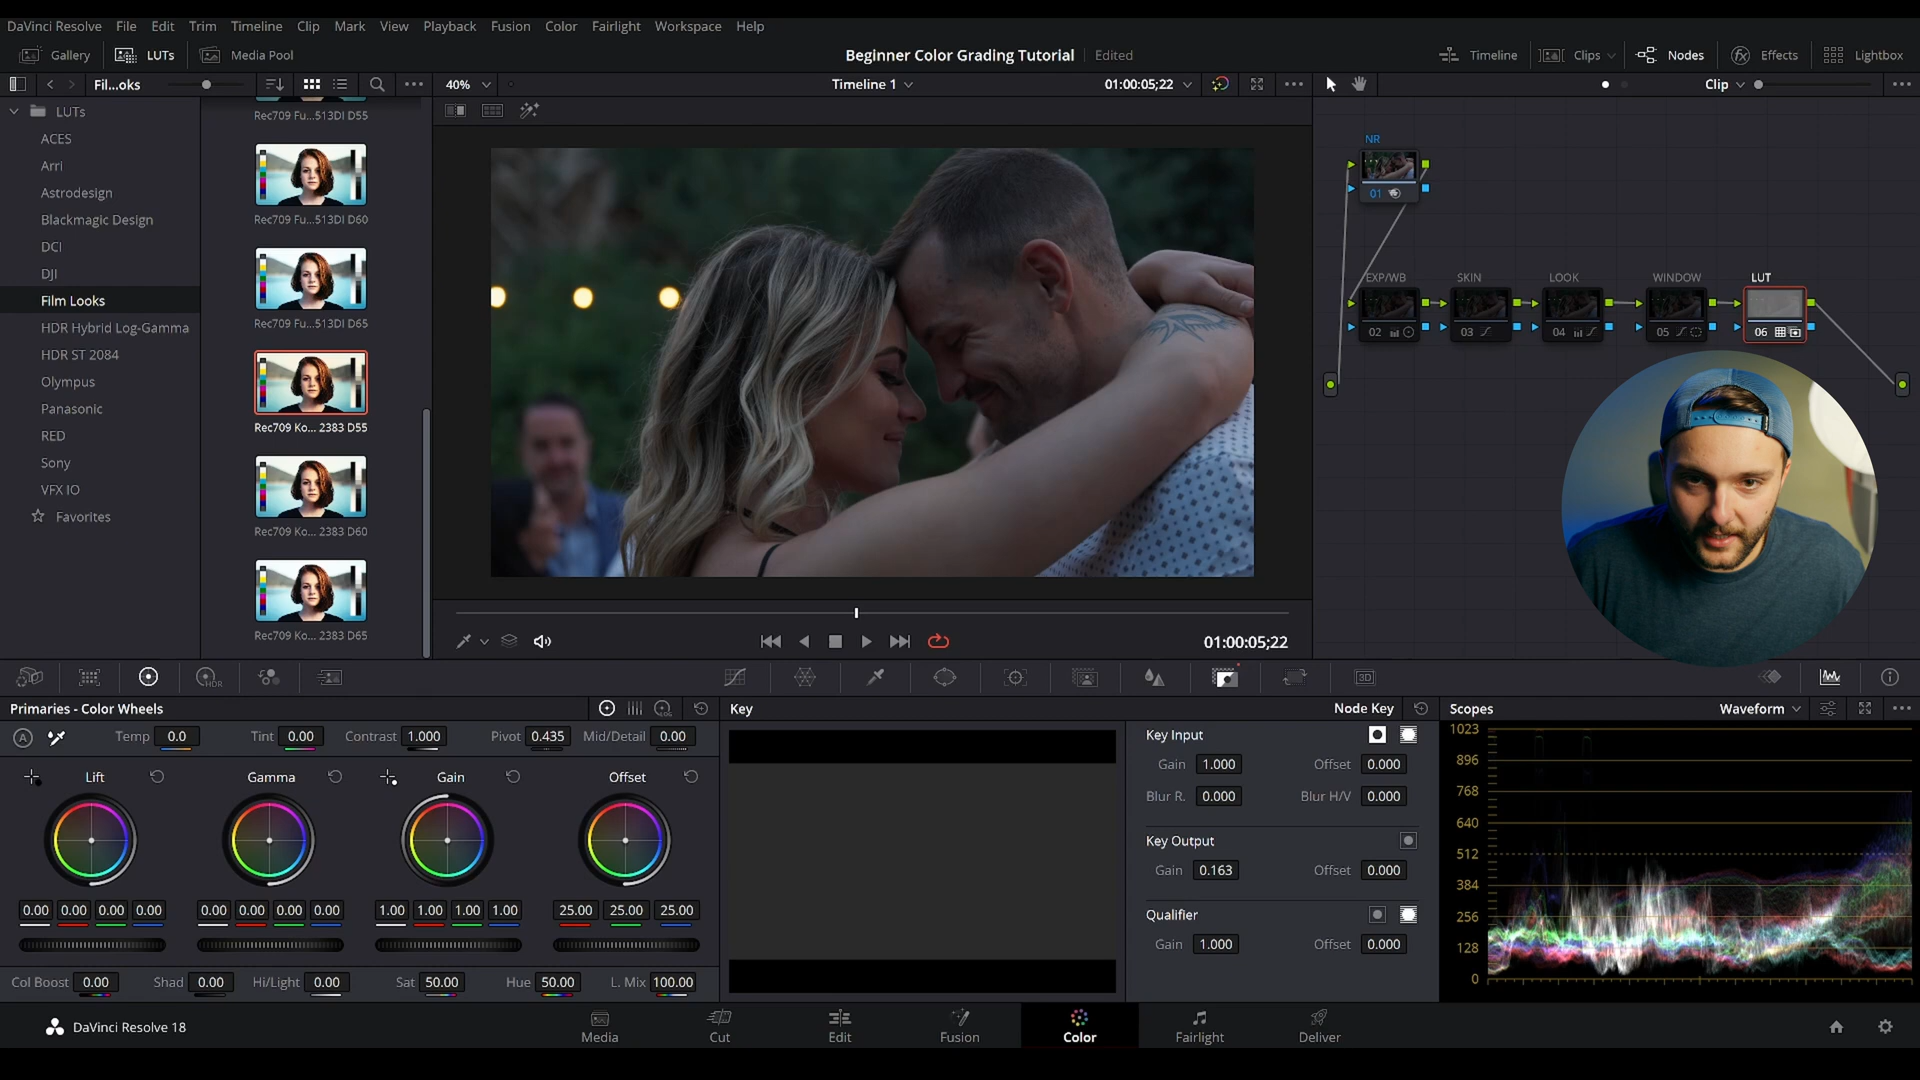 DaVinci Resolve File Edit Trim Timeline Clip Mark View Playback Fusion Color Fairlight Workspace Help
Gallery LUTs Media Pool Beginner Color Grading Tutorial Edited Timeline Clips Nodes Effects Lightbox
Fil...oks 40% Timeline 1 01:00:05;22 Clip
LUTs
ACES
Arri
Astrodesign
Blackmagic Design
DCI
DJI
Film Looks
HDR Hybrid Log-Gamma
HDR ST 2084
Olympus
Panasonic
RED
Sony
VFX IO
Favorites
Rec709 Fu...513DI D55
Rec709 Fu...513DI D60
Rec709 Fu...513DI D65
Rec709 Ko... 2383 D55
Rec709 Ko... 2383 D60
Rec709 Ko... 2383 D65
NR
01
EXP/WB SKIN LOOK WINDOW LUT
02 03 04 05 06
01:00:05;22
HDR 3D
Primaries - Color Wheels LOG
Temp 0.0 Tint 0.00 Contrast 1.000 Pivot 0.435 Mid/Detail 0.00
A
Lift Gamma Gain Offset
0.00 0.00 0.00 0.00 0.00 0.00 0.00 0.00 1.00 1.00 1.00 1.00 25.00 25.00 25.00
Col Boost 0.00 Shad 0.00 Hi/Light 0.00 Sat 50.00 Hue 50.00 L. Mix 100.00
Key Node Key
Key Input
Gain 1.000 Offset 0.000
Blur R. 0.000 Blur H/V 0.000
Key Output
Gain 0.163 Offset 0.000
Qualifier
Gain 1.000 Offset 0.000
Scopes Waveform
1023
896
768
640
512
384
256
128
0
DaVinci Resolve 18 Media Cut Edit Fusion Color Fairlight Deliver